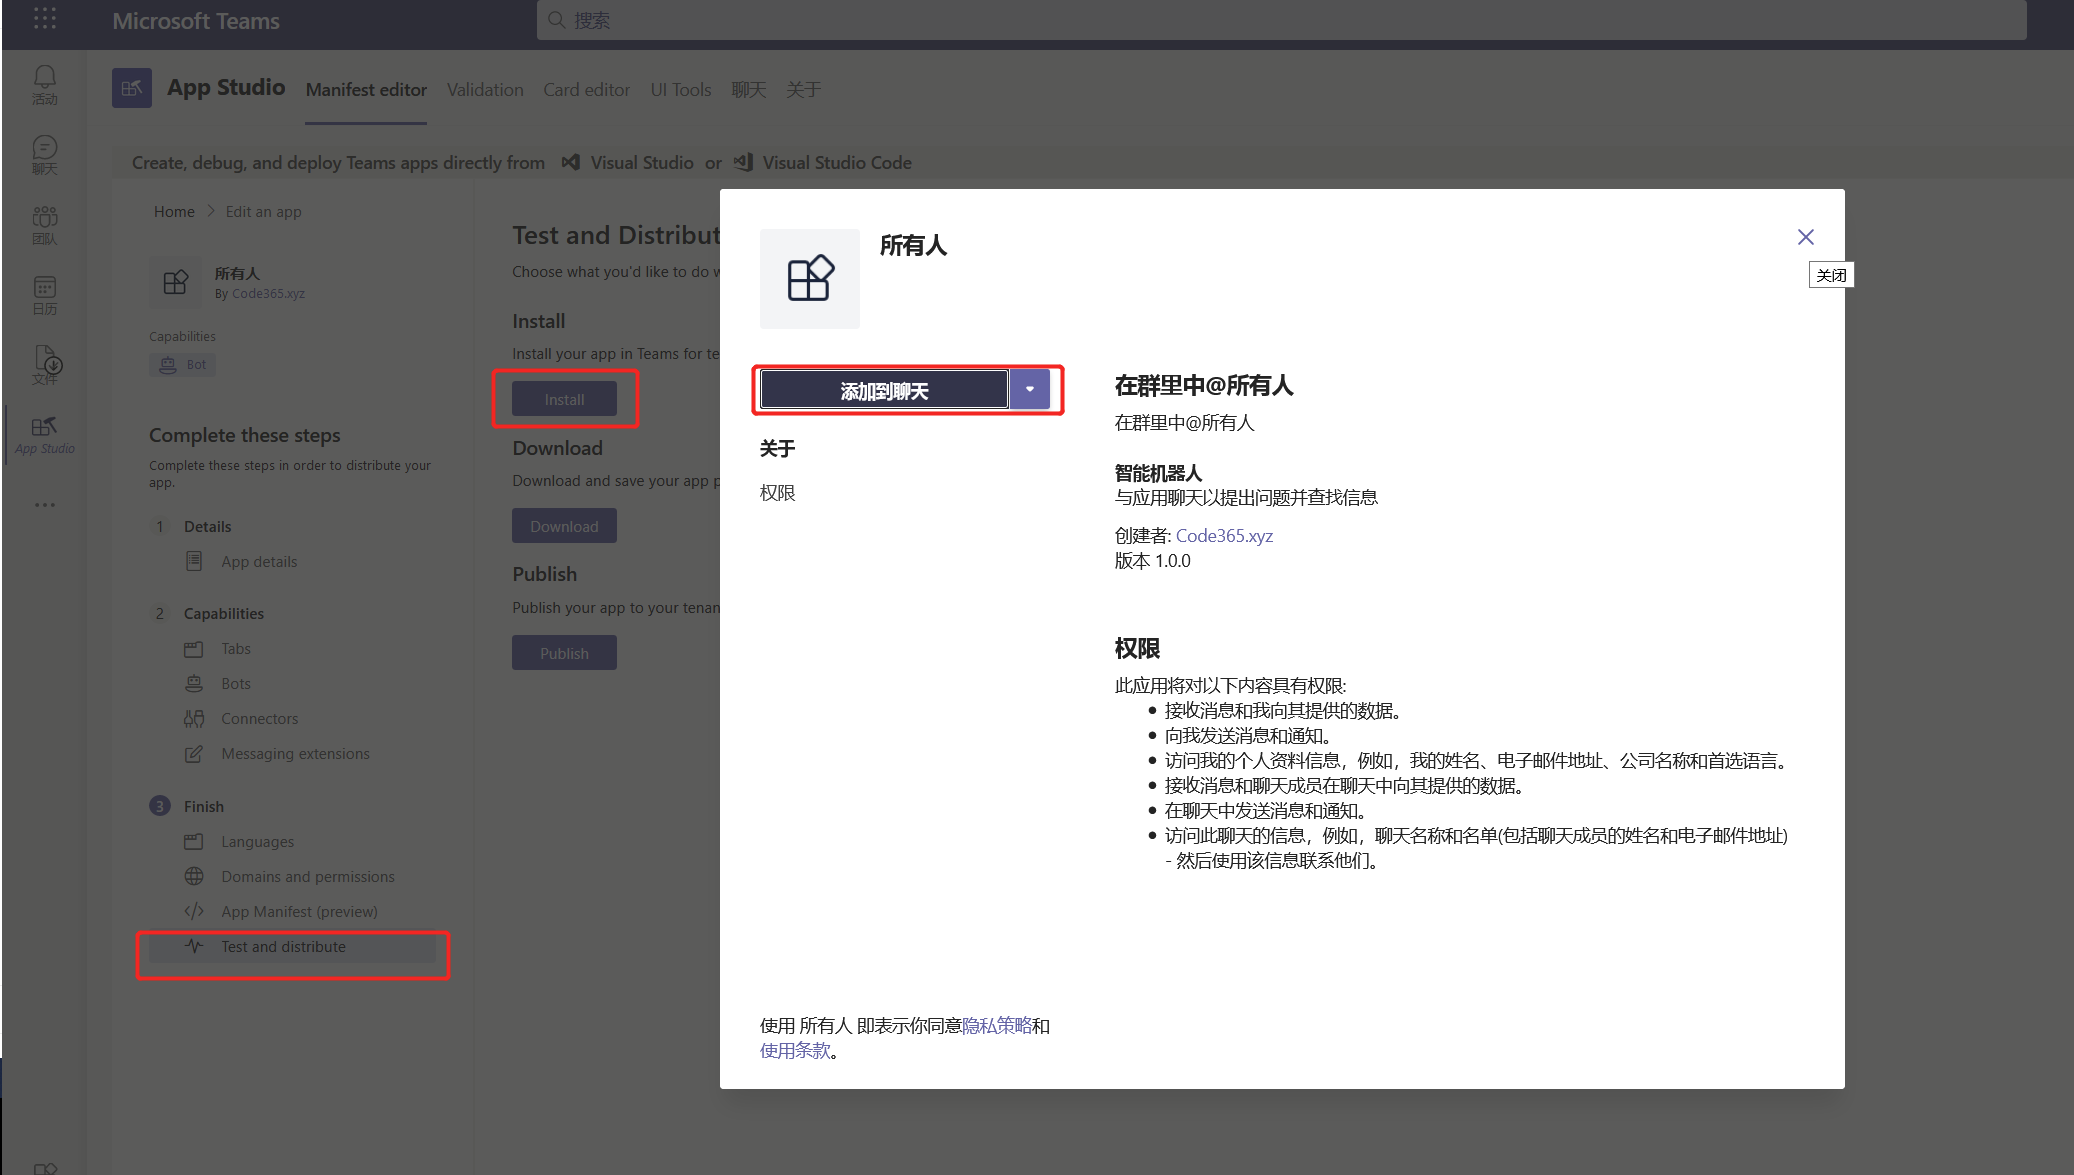 Microsoft Teams
搜索
活动
聊天
团队
日历
文件
App Studio
App Studio
Manifest editor
Validation
Card editor
UI Tools
聊天
关于
Create, debug, and deploy Teams apps directly from Visual Studio or Visual Studio Code
Home
Edit an app
所有人
By Code365.xyz
Capabilities
Bot
Complete these steps
Complete these steps in order to distribute your
app.
1 Details
App details
2 Capabilities
Tabs
Bots
Connectors
Messaging extensions
3 Finish
Languages
Domains and permissions
App Manifest (preview)
Test and distribute
Test and Distribut
Choose what you'd like to do w
Install
Install your app in Teams for te
Install
Download
Download and save your app p
Download
Publish
Publish your app to your tenan
Publish
所有人
关闭
添加到聊天
关于
权限
在群里中@所有人
在群里中@所有人
智能机器人
与应用聊天以提出问题并查找信息
创建者: Code365.xyz
版本 1.0.0
权限
此应用将对以下内容具有权限:
接收消息和我向其提供的数据。
向我发送消息和通知。
访问我的个人资料信息，例如，我的姓名、电子邮件地址、公司名称和首选语言。
接收消息和聊天成员在聊天中向其提供的数据。
在聊天中发送消息和通知。
访问此聊天的信息，例如，聊天名称和名单(包括聊天成员的姓名和电子邮件地址)
- 然后使用该信息联系他们。
使用 所有人 即表示你同意隐私策略和
使用条款。